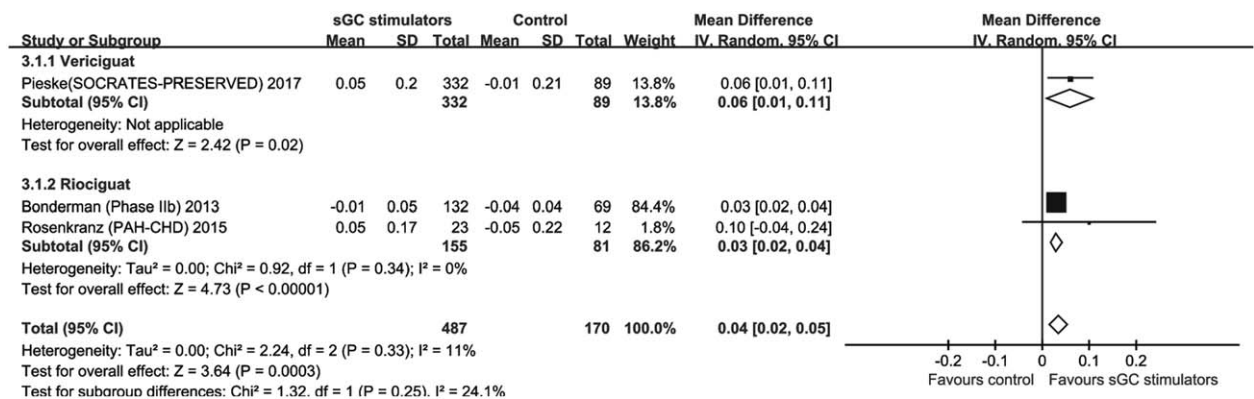 sGC stimulators Control Mean Difference Mean Difference
Study or Subgroup Mean SD Total Mean SD Total Weight IV. Random. 95% CI IV. Random. 95% CI
3.1.1 Vericiguat
Pieske(SOCRATES-PRESERVED) 2017 0.05 0.2 332 -0.01 0.21 89 13.8% 0.06 [0.01, 0.11]
Subtotal (95% CI) 332 89 13.8% 0.06 [0.01, 0.11]
Heterogeneity: Not applicable
Test for overall effect: Z = 2.42 (P = 0.02)
3.1.2 Riociguat
Bonderman (Phase IIb) 2013 -0.01 0.05 132 -0.04 0.04 69 84.4% 0.03 [0.02, 0.04]
Rosenkranz (PAH-CHD) 2015 0.05 0.17 23 -0.05 0.22 12 1.8% 0.10 [-0.04, 0.24]
Subtotal (95% CI) 155 81 86.2% 0.03 [0.02, 0.04]
Heterogeneity: Tau² = 0.00; Chi² = 0.92, df = 1 (P = 0.34); I² = 0%
Test for overall effect: Z = 4.73 (P < 0.00001)
Total (95% CI) 487 170 100.0% 0.04 [0.02, 0.05]
Heterogeneity: Tau² = 0.00; Chi² = 2.24, df = 2 (P = 0.33); I² = 11%
Test for overall effect: Z = 3.64 (P = 0.0003)
Test for subgroup differences: Chi² = 1.32, df = 1 (P = 0.25), I² = 24.1%
-0.2 -0.1 0 0.1 0.2
Favours control Favours sGC stimulators